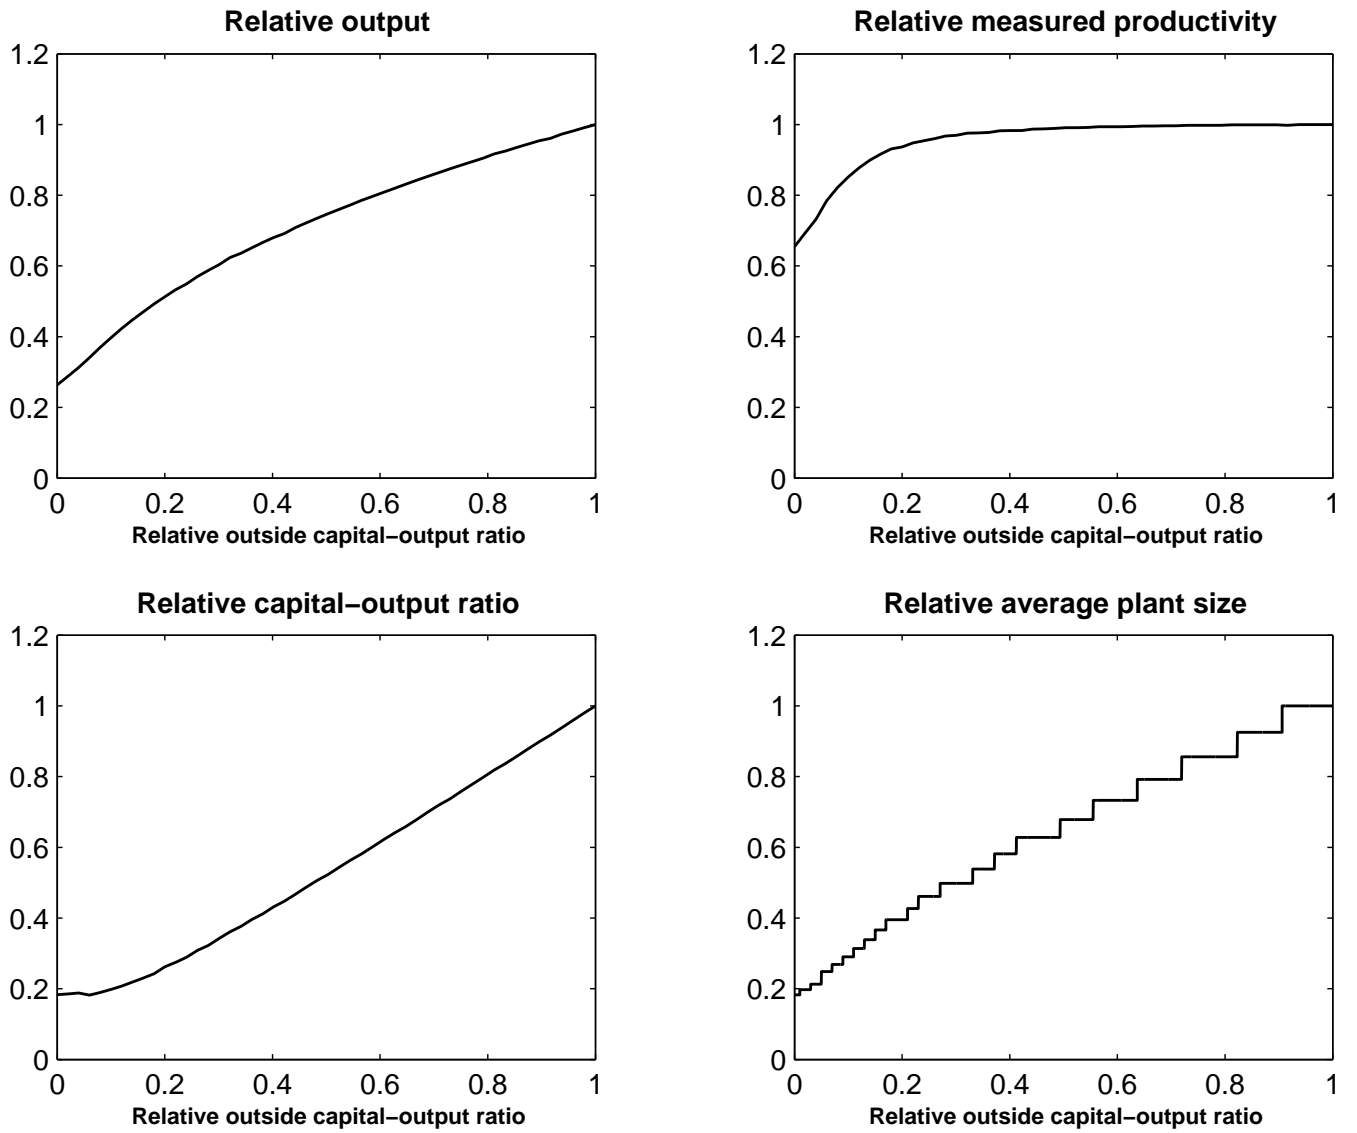 Relative output
1.2
1
0.8
0.6
0.4
0.2
0
0 0.2 0.4 0.6 0.8 1
Relative outside capital−output ratio
Relative measured productivity
1.2
1
0.8
0.6
0.4
0.2
0
0 0.2 0.4 0.6 0.8 1
Relative outside capital−output ratio
Relative capital−output ratio
1.2
1
0.8
0.6
0.4
0.2
0
0 0.2 0.4 0.6 0.8 1
Relative outside capital−output ratio
Relative average plant size
1.2
1
0.8
0.6
0.4
0.2
0
0 0.2 0.4 0.6 0.8 1
Relative outside capital−output ratio